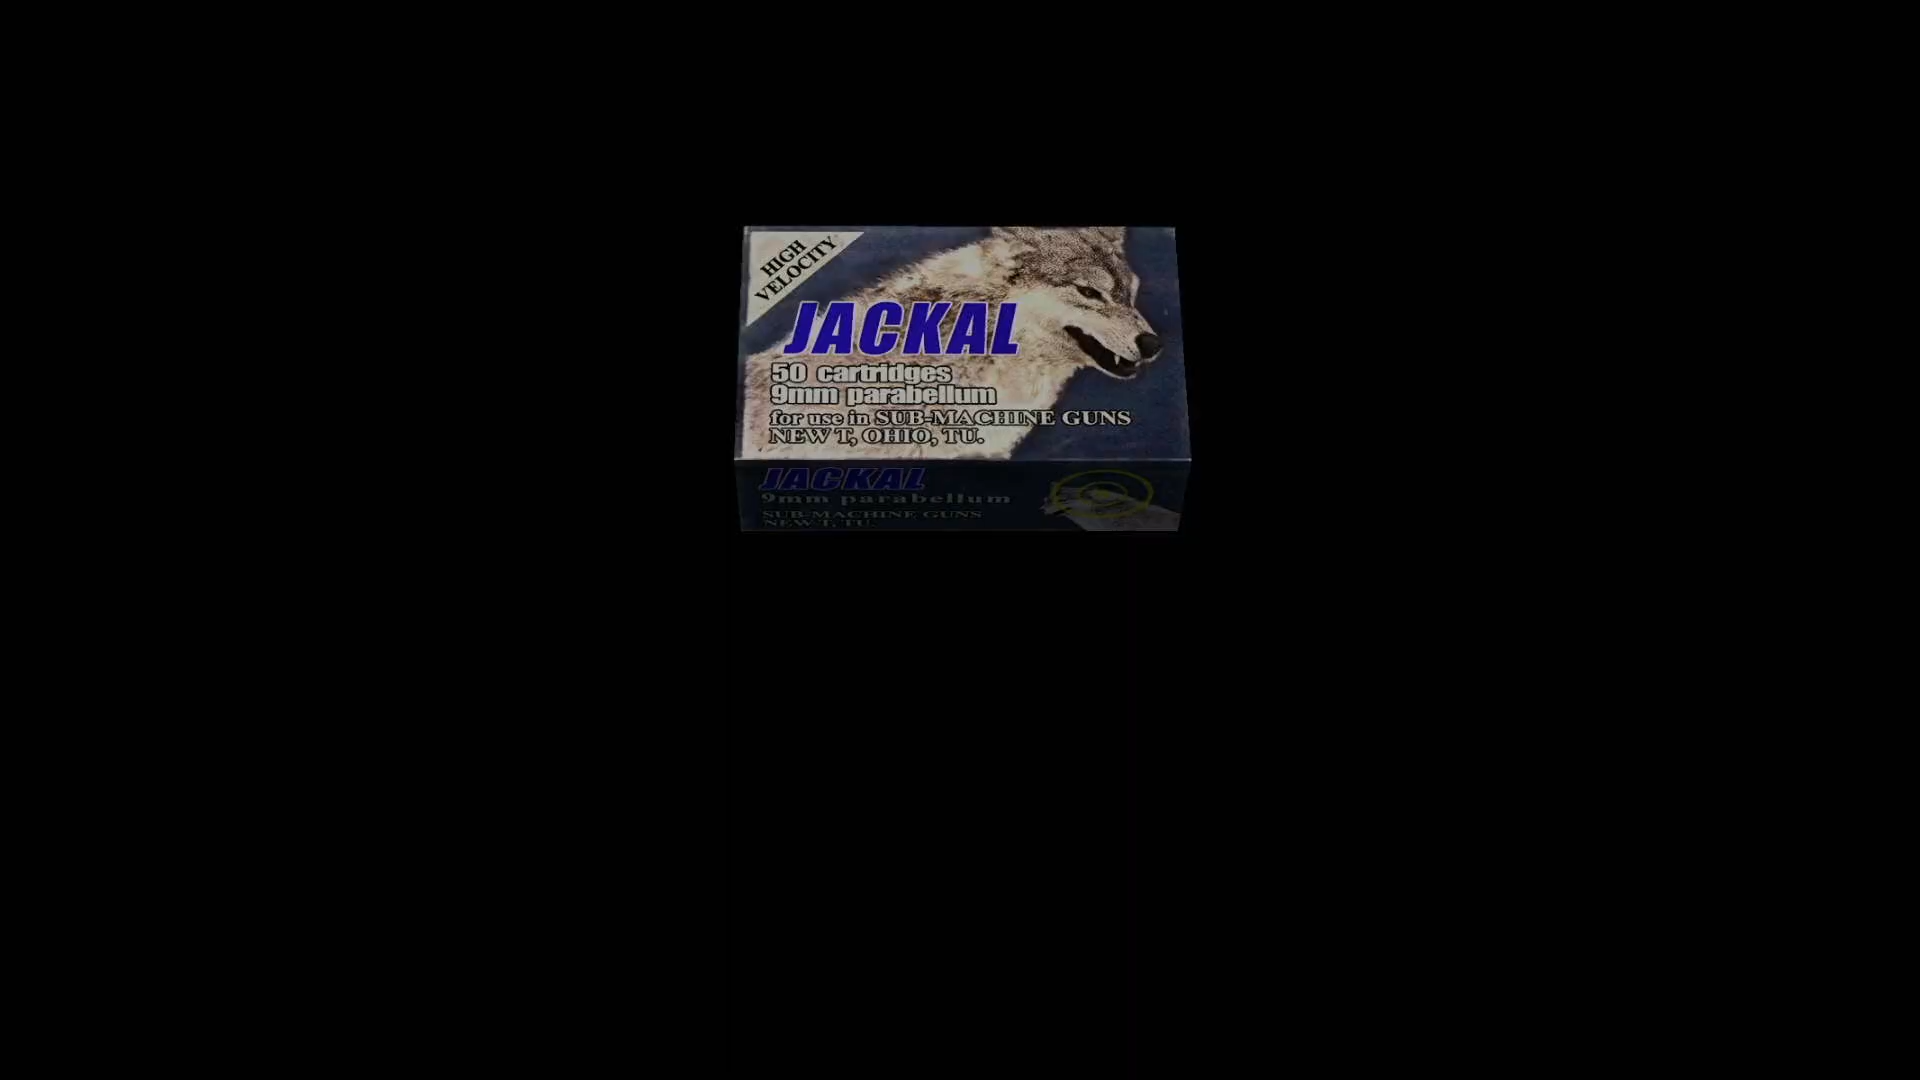 HIGH
VELOCITY
JACKAL
50 cartridges
9mm parabellum
for use in SUB-MACHINE GUNS
NEW T, OHIO, TU.
JACKAL
9mm parabellum
SUB-MACHINE GUNS
NEW T, TU.